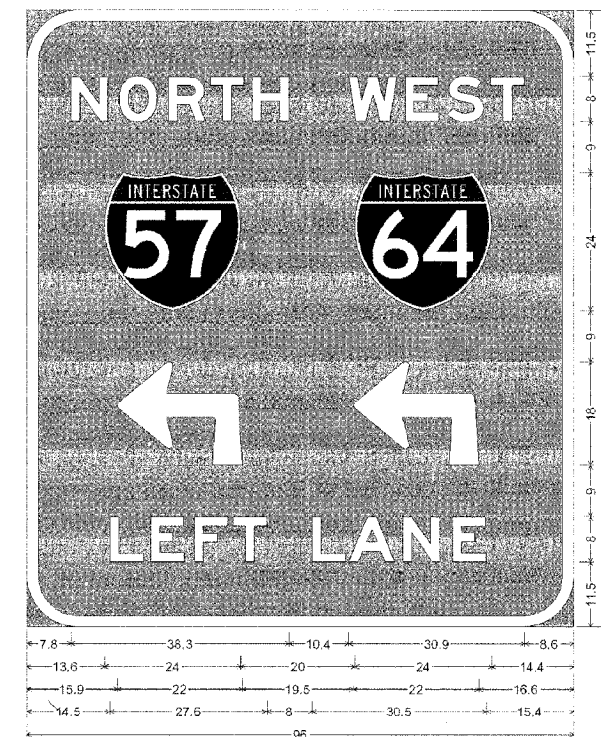 NORTH WEST
INTERSTATE INTERSTATE
57 64
LEFT LANE
11.5
8
9
24
9
18
9
8
11.5
7.8 38.3 10.4 30.9 8.6
13.6 24 20 24 14.4
15.9 22 19.5 22 16.6
14.5 27.6 8 30.5 15.4
96